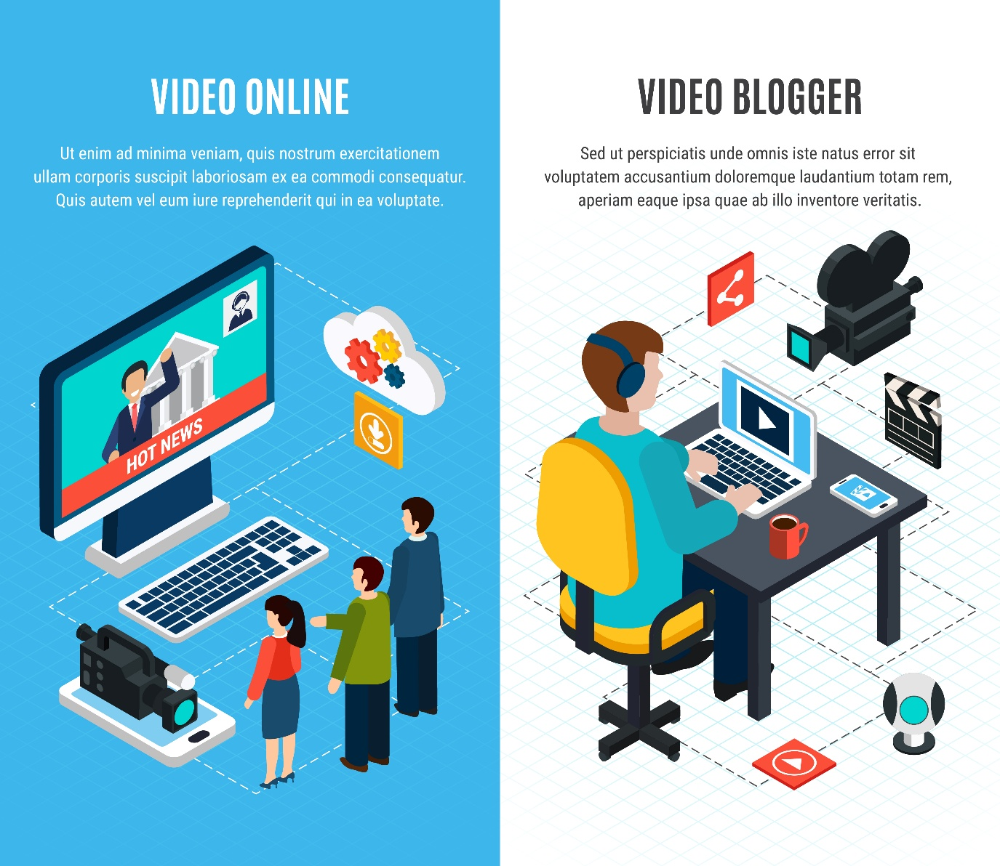 VIDEO ONLINE
Ut enim ad minima veniam, quis nostrum exercitationem
ullam corporis suscipit laboriosam ex ea commodi consequatur.
Quis autem vel eum iure reprehenderit qui in ea voluptate.
HOT NEWS
VIDEO BLOGGER
Sed ut perspiciatis unde omnis iste natus error sit
voluptatem accusantium doloremque laudantium totam rem,
aperiam eaque ipsa quae ab illo inventore veritatis.